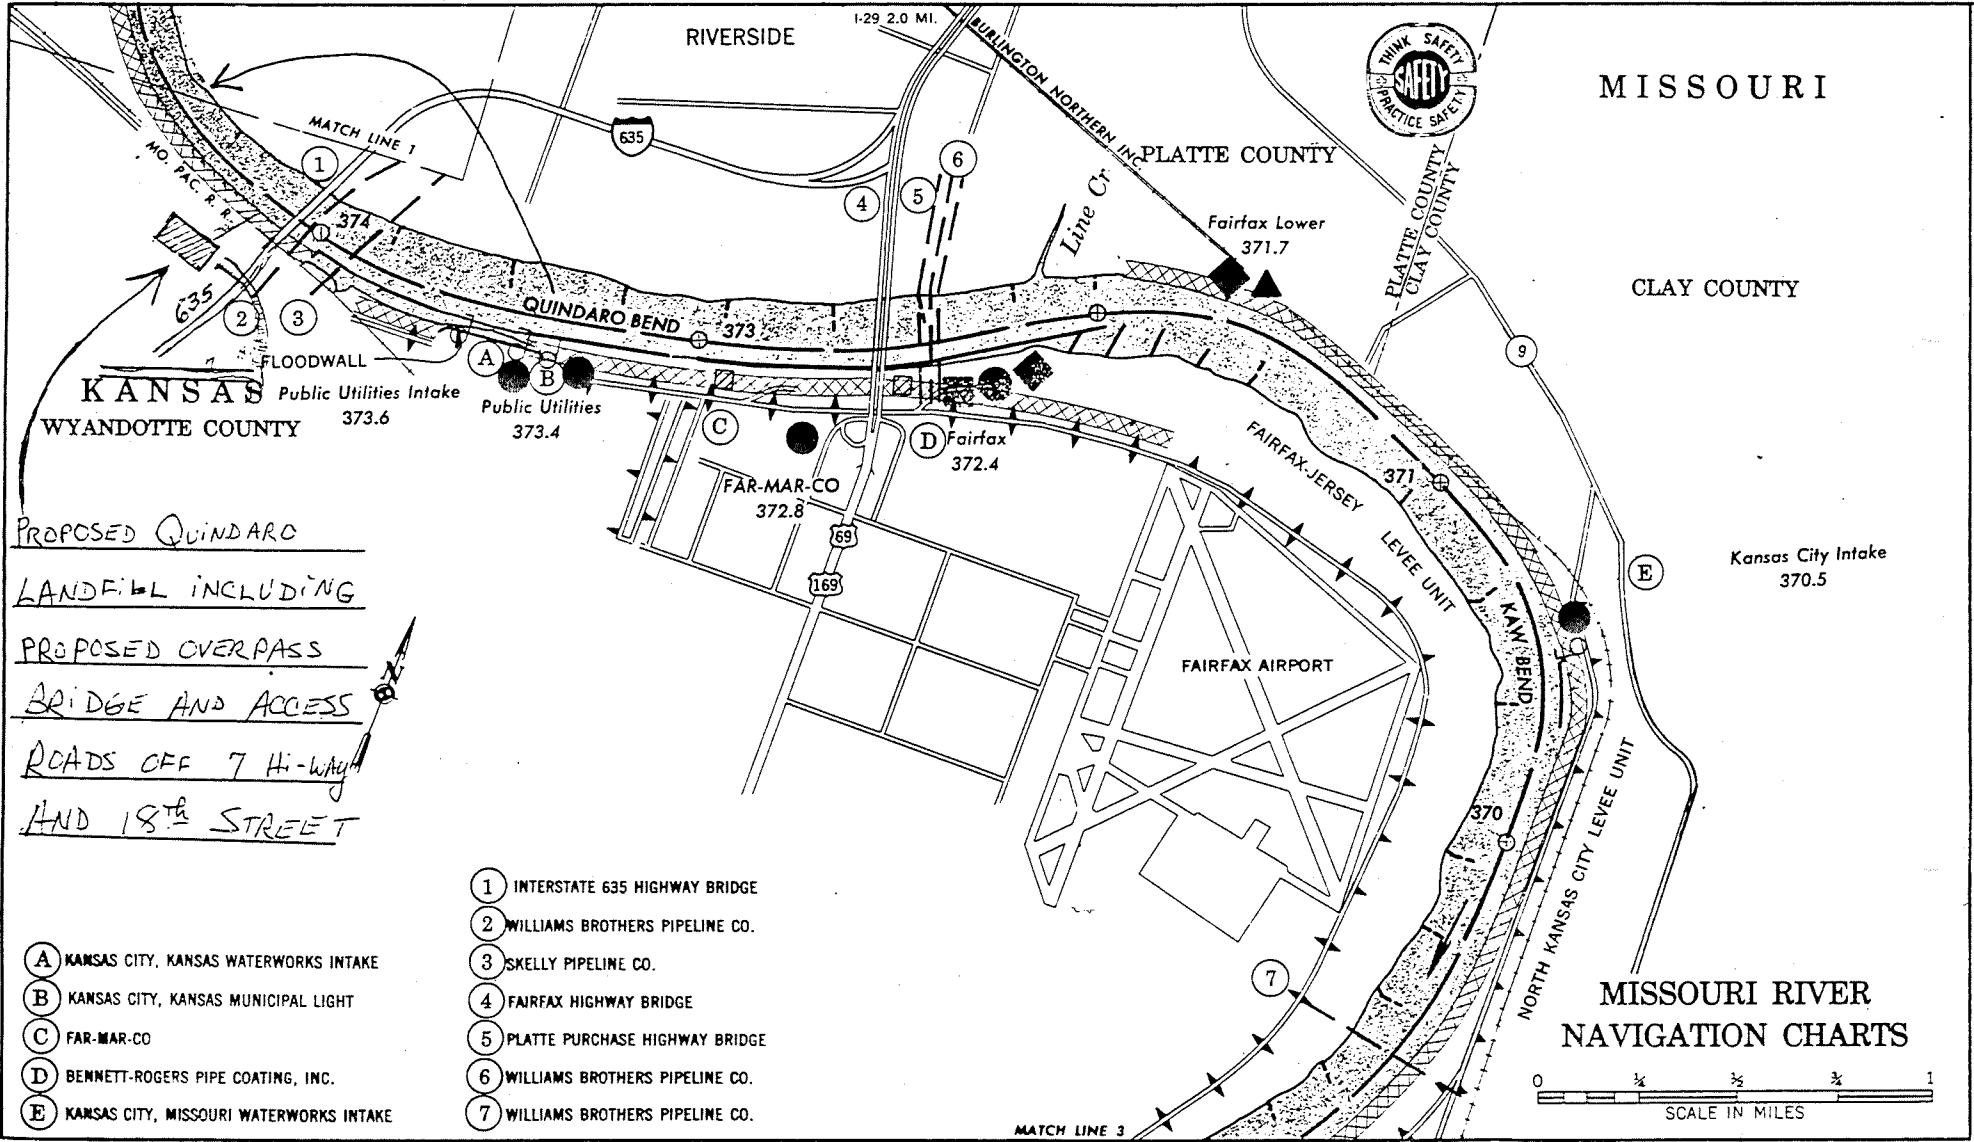 I-29 2.0 MI.
RIVERSIDE
BURLINGTON NORTHERN INC.
THINK SAFETY
SAFETY
PRACTICE SAFETY
MISSOURI
MATCH LINE 1
635
MO. PAC. R. R.
1
6
5
4
PLATTE COUNTY
Line Cr
PLATTE COUNTY
CLAY COUNTY
Fairfax Lower
371.7
374
CLAY COUNTY
635
2
3
QUINDARO BEND
373
9
FLOODWALL
A
B
7
KANSAS
WYANDOTTE COUNTY
Public Utilities Intake
373.6
Public Utilities
373.4
C
D
Fairfax
372.4
FAR-MAR-CO
372.8
FAIRFAX-JERSEY
LEVEE UNIT
371
69
169
PROPOSED QUINDARO
LANDFILL INCLUDING
PROPOSED OVERPASS
BRIDGE AND ACCESS
ROADS OFF 7 Hi-WAY
AND 18th STREET
N
Kansas City Intake
370.5
E
KAW BEND
FAIRFAX AIRPORT
370
NORTH KANSAS CITY LEVEE UNIT
7
A KANSAS CITY, KANSAS WATERWORKS INTAKE
B KANSAS CITY, KANSAS MUNICIPAL LIGHT
C FAR-MAR-CO
D BENNETT-ROGERS PIPE COATING, INC.
E KANSAS CITY, MISSOURI WATERWORKS INTAKE
1 INTERSTATE 635 HIGHWAY BRIDGE
2 WILLIAMS BROTHERS PIPELINE CO.
3 SKELLY PIPELINE CO.
4 FAIRFAX HIGHWAY BRIDGE
5 PLATTE PURCHASE HIGHWAY BRIDGE
6 WILLIAMS BROTHERS PIPELINE CO.
7 WILLIAMS BROTHERS PIPELINE CO.
MISSOURI RIVER
NAVIGATION CHARTS
0 ¼ ½ ¾ 1
SCALE IN MILES
MATCH LINE 3